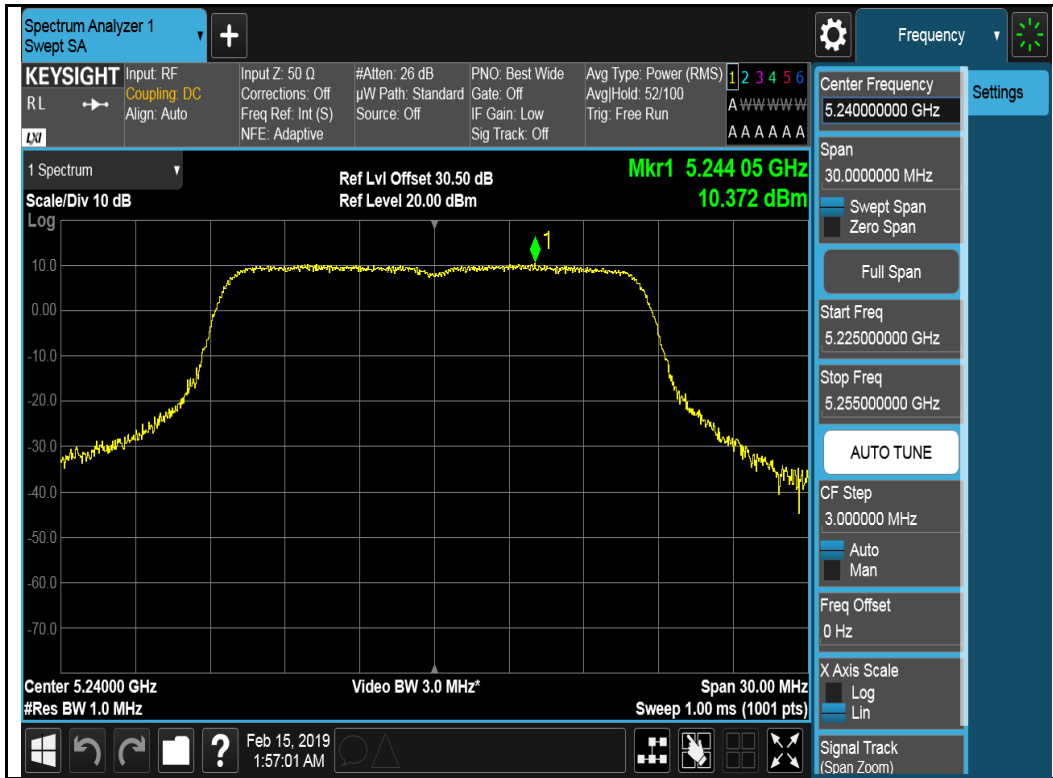 Spectrum Analyzer 1
Swept SA
+
Frequency
KEYSIGHT
R L
LXI
Input: RF
Coupling: DC
Align: Auto
Input Z: 50 Ω
Corrections: Off
Freq Ref: Int (S)
NFE: Adaptive
#Atten: 26 dB
µW Path: Standard
Source: Off
PNO: Best Wide
Gate: Off
IF Gain: Low
Sig Track: Off
Avg Type: Power (RMS)
Avg|Hold: 52/100
Trig: Free Run
1 2 3 4 5 6
A W W W W W
A A A A A A
1 Spectrum
Scale/Div 10 dB
Log
Ref Lvl Offset 30.50 dB
Ref Level 20.00 dBm
Mkr1 5.244 05 GHz
10.372 dBm
1
10.0
0.00
-10.0
-20.0
-30.0
-40.0
-50.0
-60.0
-70.0
Center 5.24000 GHz
#Res BW 1.0 MHz
Video BW 3.0 MHz*
Span 30.00 MHz
Sweep 1.00 ms (1001 pts)
?
Feb 15, 2019
1:57:01 AM
Center Frequency
5.240000000 GHz
Span
30.0000000 MHz
Swept Span
Zero Span
Full Span
Start Freq
5.225000000 GHz
Stop Freq
5.255000000 GHz
AUTO TUNE
CF Step
3.000000 MHz
Auto
Man
Freq Offset
0 Hz
X Axis Scale
Log
Lin
Signal Track
(Span Zoom)
Settings